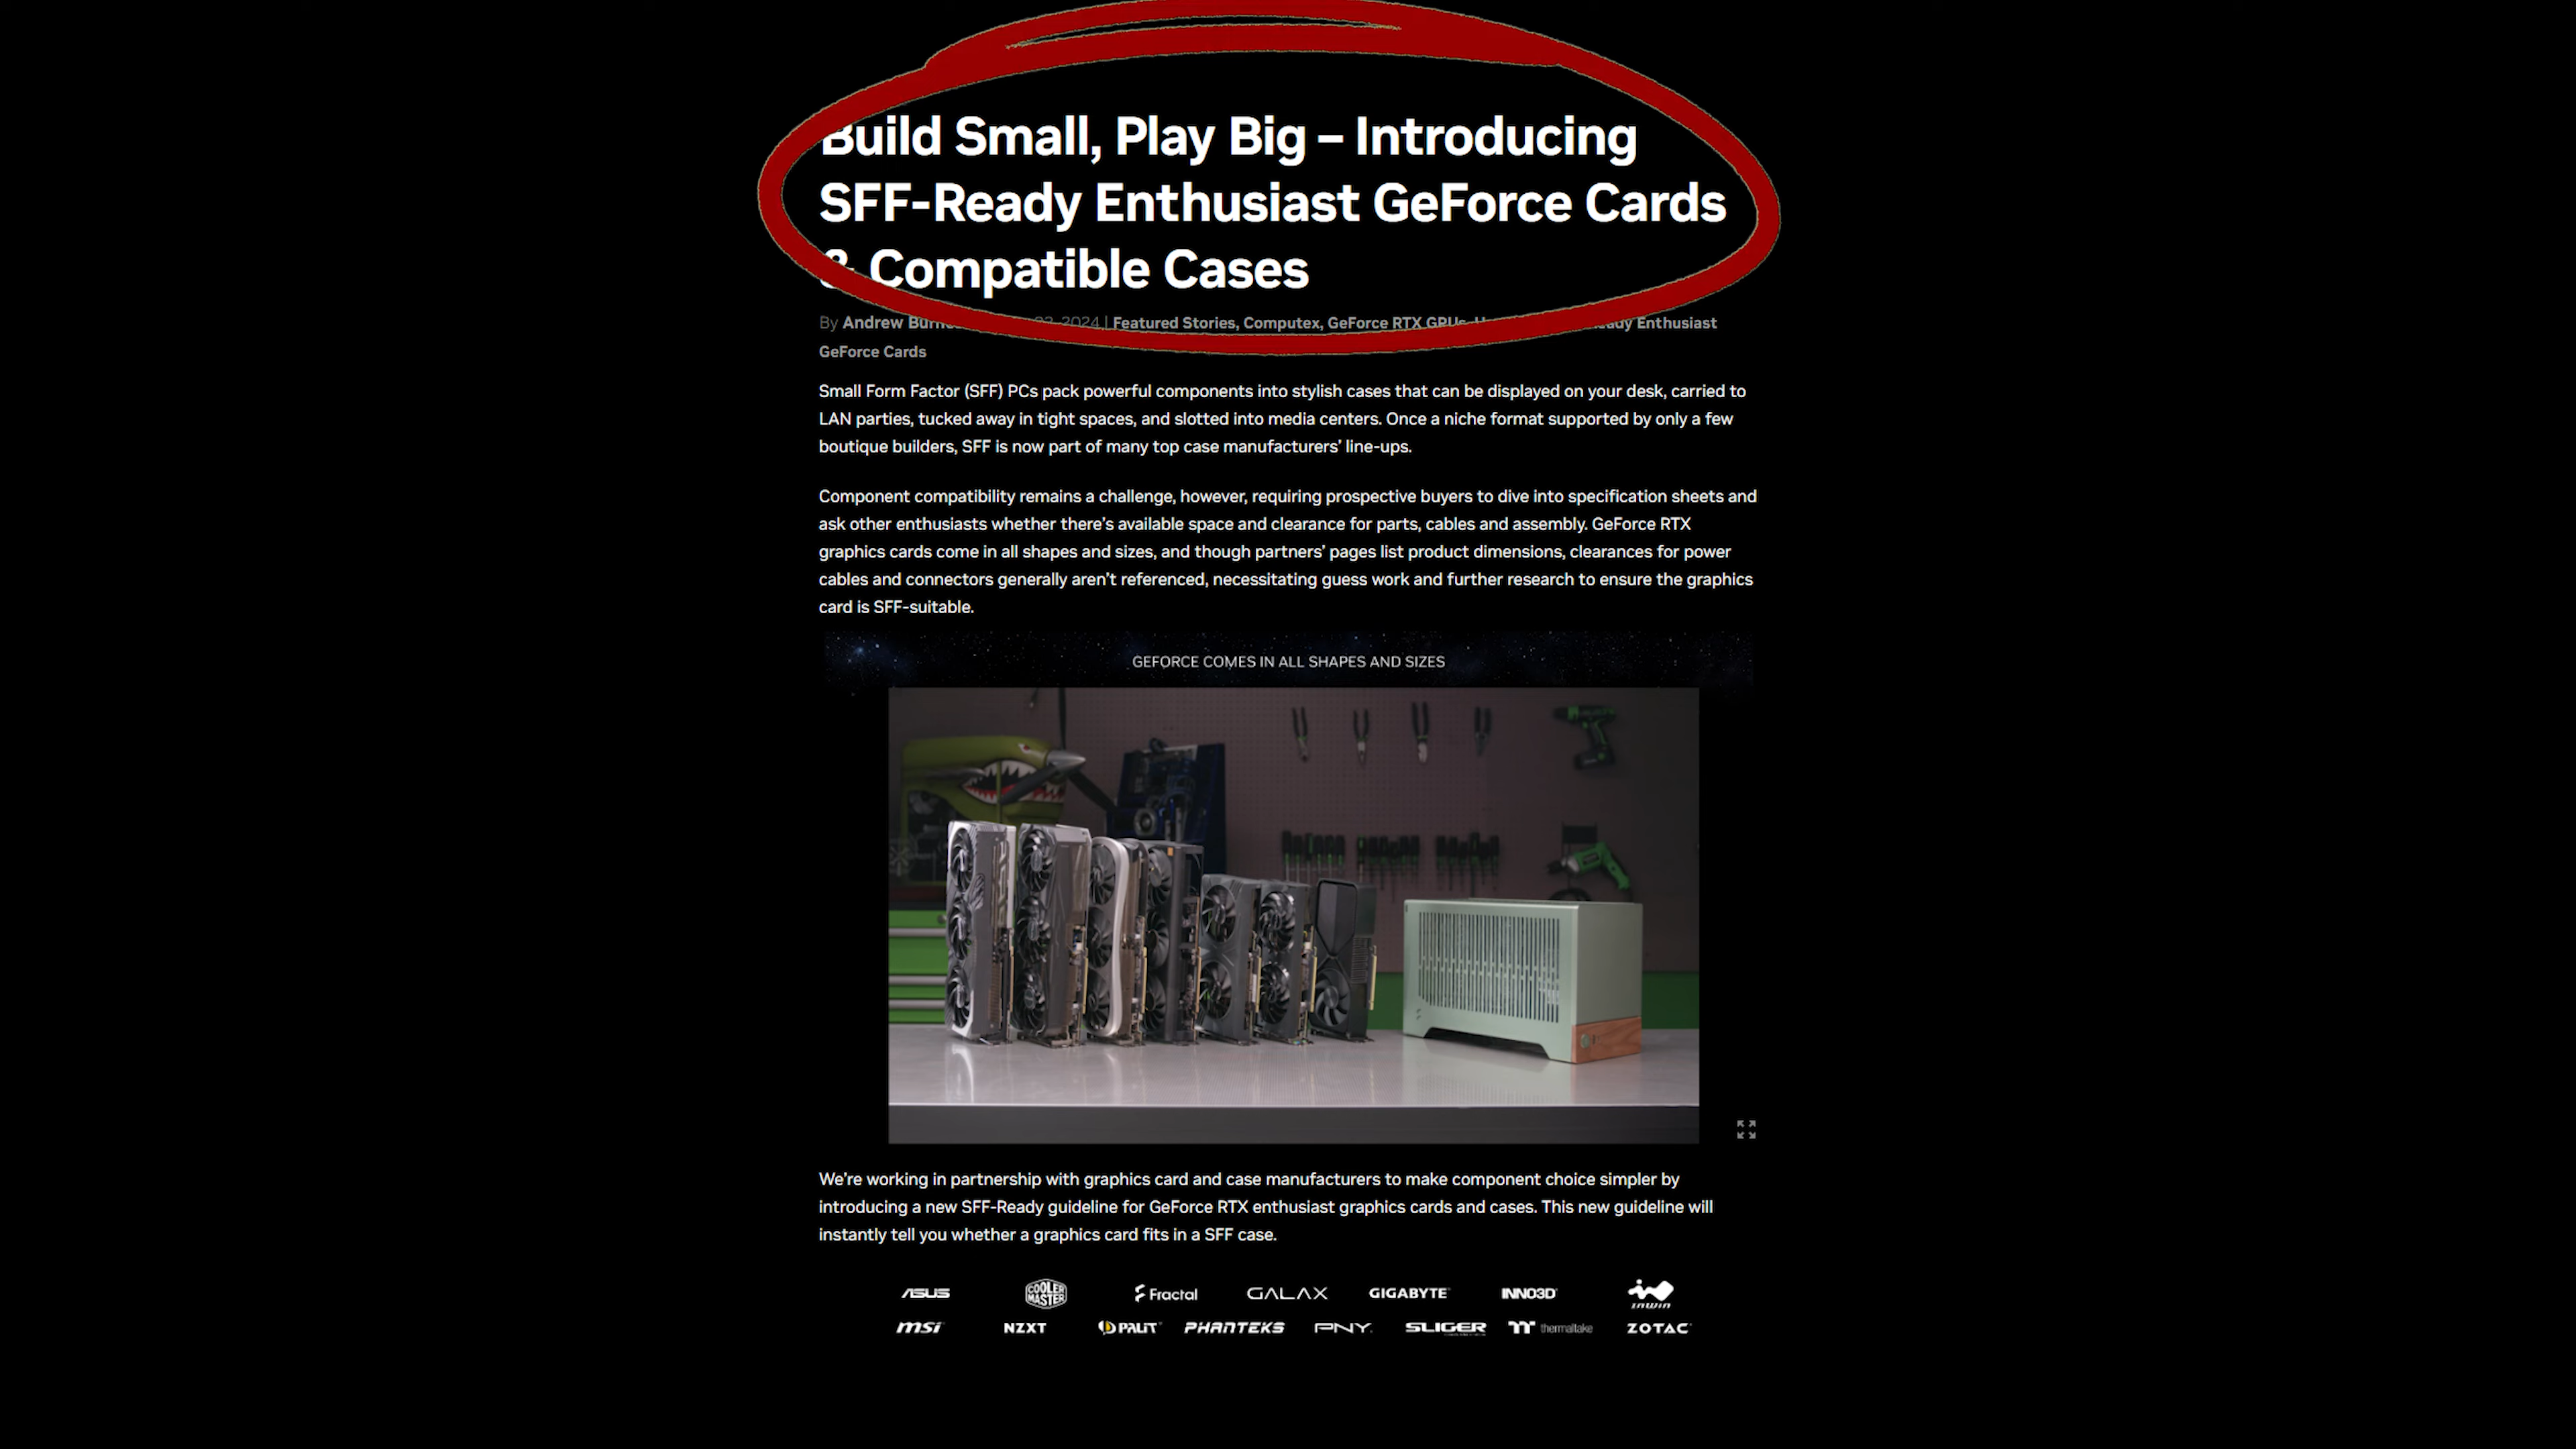 Build Small, Play Big – Introducing
SFF-Ready Enthusiast GeForce Cards
& Compatible Cases
By Andrew 2024 | Featured Stories, Computex, GeForce RTX GPUs, Enthusiast
GeForce Cards
Small Form Factor (SFF) PCs pack powerful components into stylish cases that can be displayed on your desk, carried to
LAN parties, tucked away in tight spaces, and slotted into media centers. Once a niche format supported by only a few
boutique builders, SFF is now part of many top case manufacturers’ line-ups.
Component compatibility remains a challenge, however, requiring prospective buyers to dive into specification sheets and
ask other enthusiasts whether there’s available space and clearance for parts, cables and assembly. GeForce RTX
graphics cards come in all shapes and sizes, and though partners’ pages list product dimensions, clearances for power
cables and connectors generally aren’t referenced, necessitating guess work and further research to ensure the graphics
card is SFF-suitable.
GEFORCE COMES IN ALL SHAPES AND SIZES
We’re working in partnership with graphics card and case manufacturers to make component choice simpler by
introducing a new SFF-Ready guideline for GeForce RTX enthusiast graphics cards and cases. This new guideline will
instantly tell you whether a graphics card fits in a SFF case.
ASUS COOLER MASTER Fractal GALAX GIGABYTE INNO3D inwin
msi NZXT PALIT PHANTEKS PNY SLIGER thermaltake ZOTAC